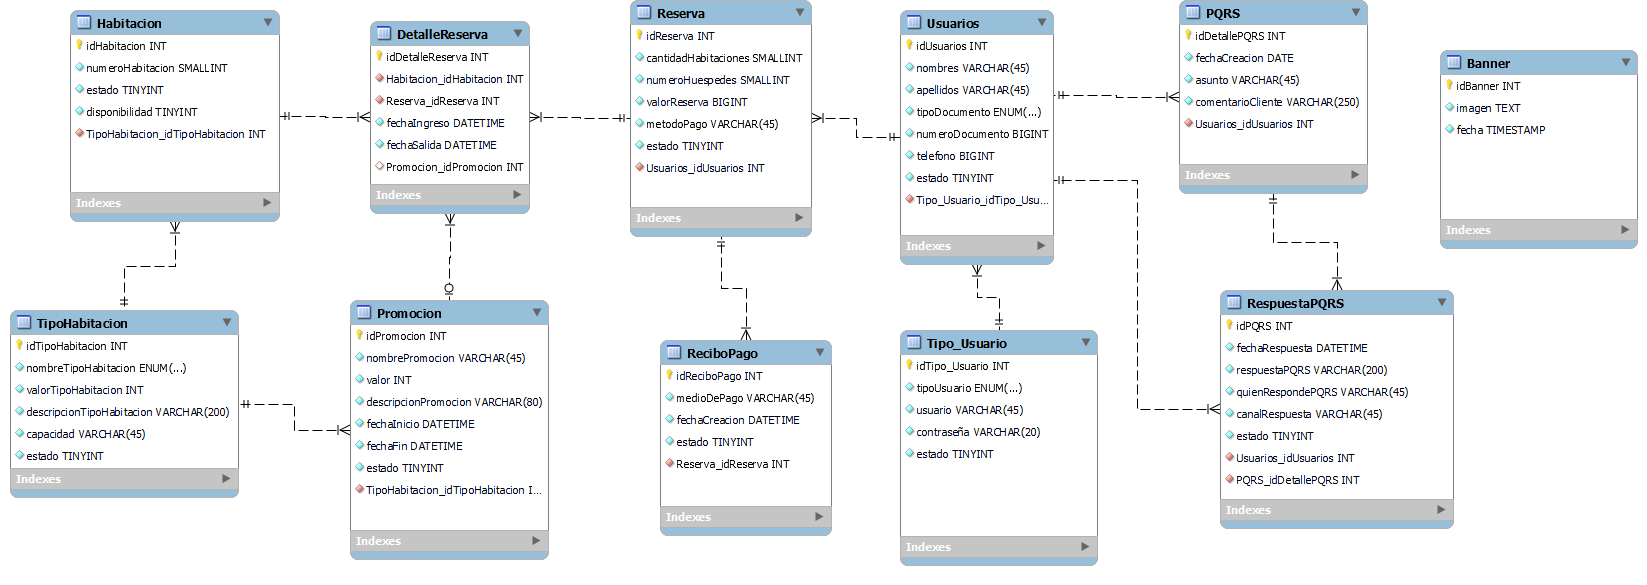 Habitacion
idHabitacion INT
numeroHabitacion SMALLINT
estado TINYINT
disponibilidad TINYINT
TipoHabitacion_idTipoHabitacion INT
Indexes
DetalleReserva
idDetalleReserva INT
Habitacion_idHabitacion INT
Reserva_idReserva INT
fechaIngreso DATETIME
fechaSalida DATETIME
Promocion_idPromocion INT
Indexes
Reserva
idReserva INT
cantidadHabitaciones SMALLINT
numeroHuespedes SMALLINT
valorReserva BIGINT
metodoPago VARCHAR(45)
estado TINYINT
Usuarios_idUsuarios INT
Indexes
Usuarios
idUsuarios INT
nombres VARCHAR(45)
apellidos VARCHAR(45)
tipoDocumento ENUM(...)
numeroDocumento BIGINT
telefono BIGINT
estado TINYINT
Tipo_Usuario_idTipo_Usu...
Indexes
PQRS
idDetallePQRS INT
fechaCreacion DATE
asunto VARCHAR(45)
comentarioCliente VARCHAR(250)
Usuarios_idUsuarios INT
Indexes
Banner
idBanner INT
imagen TEXT
fecha TIMESTAMP
Indexes
TipoHabitacion
idTipoHabitacion INT
nombreTipoHabitacion ENUM(...)
valorTipoHabitacion INT
descripcionTipoHabitacion VARCHAR(200)
capacidad VARCHAR(45)
estado TINYINT
Indexes
Promocion
idPromocion INT
nombrePromocion VARCHAR(45)
valor INT
descripcionPromocion VARCHAR(80)
fechaInicio DATETIME
fechaFin DATETIME
estado TINYINT
TipoHabitacion_idTipoHabitacion I...
Indexes
ReciboPago
idReciboPago INT
medioDePago VARCHAR(45)
fechaCreacion DATETIME
estado TINYINT
Reserva_idReserva INT
Indexes
Tipo_Usuario
idTipo_Usuario INT
tipoUsuario ENUM(...)
usuario VARCHAR(45)
contraseña VARCHAR(20)
estado TINYINT
Indexes
RespuestaPQRS
idPQRS INT
fechaRespuesta DATETIME
respuestaPQRS VARCHAR(200)
quienRespondePQRS VARCHAR(45)
canalRespuesta VARCHAR(45)
estado TINYINT
Usuarios_idUsuarios INT
PQRS_idDetallePQRS INT
Indexes